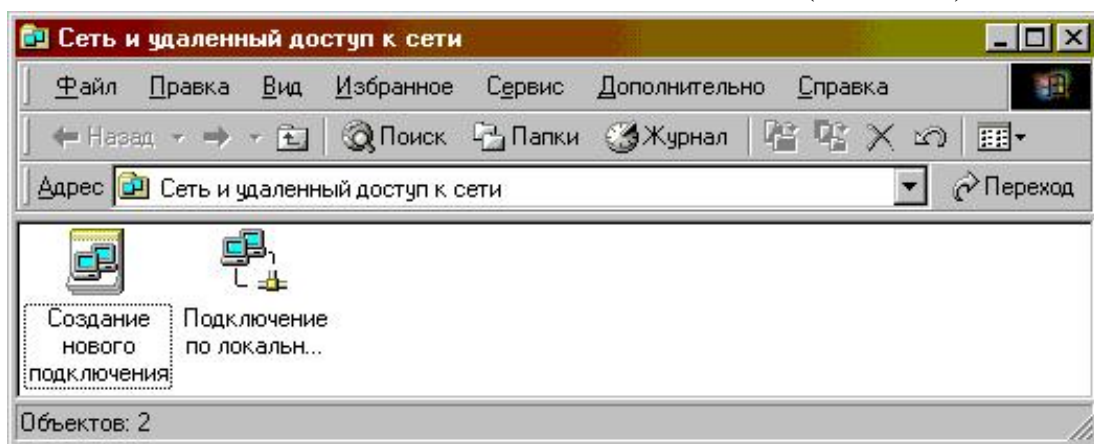 Сеть и удаленный доступ к сети
Файл Правка Вид Избранное Сервис Дополнительно Справка
Назад Поиск Папки Журнал
Адрес Сеть и удаленный доступ к сети Переход
Создание
нового
подключения
Подключение
по локальн...
Объектов: 2